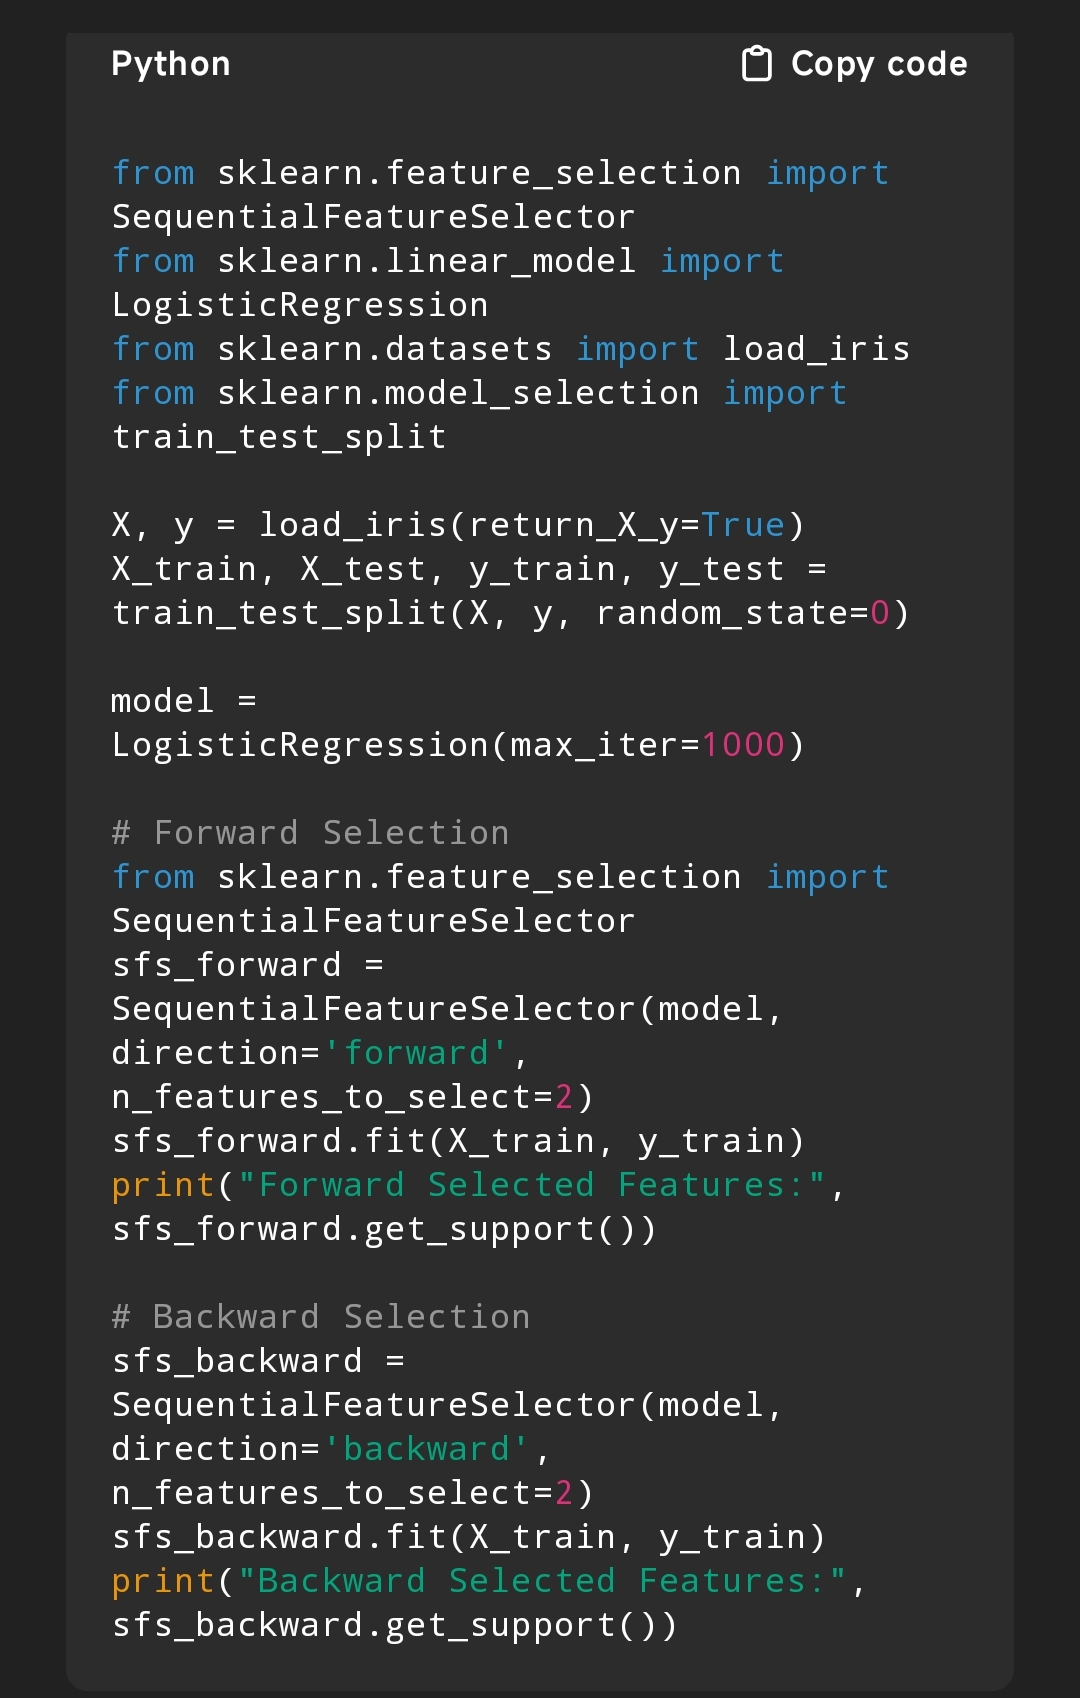 Python
Copy code
from sklearn.feature_selection import
SequentialFeatureSelector
from sklearn.linear_model import
LogisticRegression
from sklearn.datasets import load_iris
from sklearn.model_selection import
train_test_split
X, y = load_iris(return_X_y=True)
X_train, X_test, y_train, y_test =
train_test_split(X, y, random_state=0)
model =
LogisticRegression(max_iter=1000)
# Forward Selection
from sklearn.feature_selection import
SequentialFeatureSelector
sfs_forward =
SequentialFeatureSelector(model,
direction='forward',
n_features_to_select=2)
sfs_forward.fit(X_train, y_train)
print("Forward Selected Features:",
sfs_forward.get_support())
# Backward Selection
sfs_backward =
SequentialFeatureSelector(model,
direction='backward',
n_features_to_select=2)
sfs_backward.fit(X_train, y_train)
print("Backward Selected Features:",
sfs_backward.get_support())